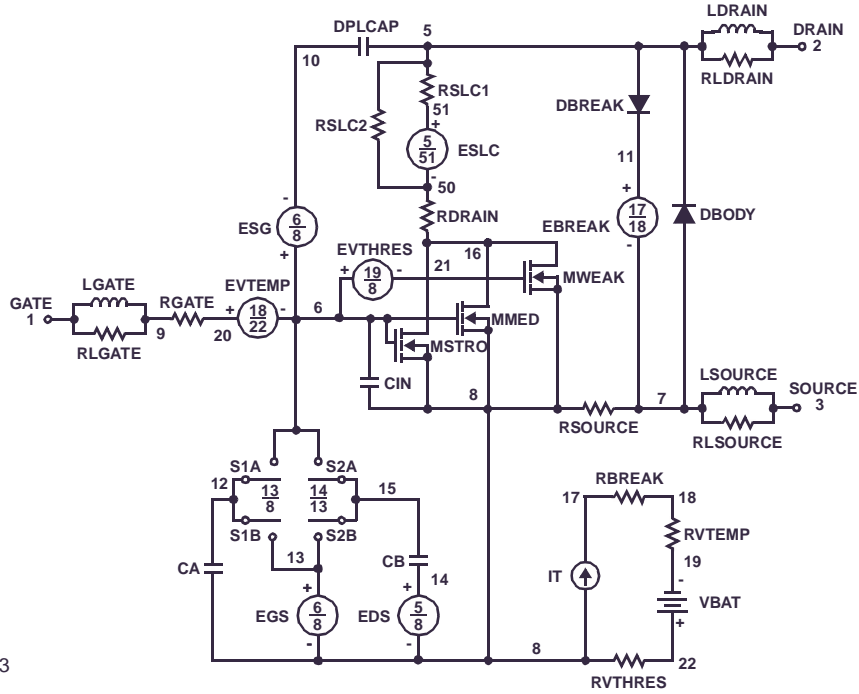 LDRAIN
DPLCAP 5 DRAIN
10 2
RSLC1 RLDRAIN
51 DBREAK
RSLC2 +
5
51
ESLC
11
-
50
-
6
8
ESG
+
RDRAIN
+
17
18
EBREAK
-
DBODY
EVTHRES
+
19
8
-
16
21
MWEAK
LGATE
GATE
1
RLGATE
9
RGATE
20
EVTEMP
+
18
22
-
6
MMED
MSTRO
CIN
8
RSOURCE
7
LSOURCE
SOURCE
3
RLSOURCE
S1A S2A
12
13
8
14
13
15
S1B S2B
13
CA
CB
14
+
6
8
EGS
-
+
5
8
EDS
-
RBREAK
17 18
RVTEMP
19
IT
-
VBAT
+
8
22
RVTHRES
3